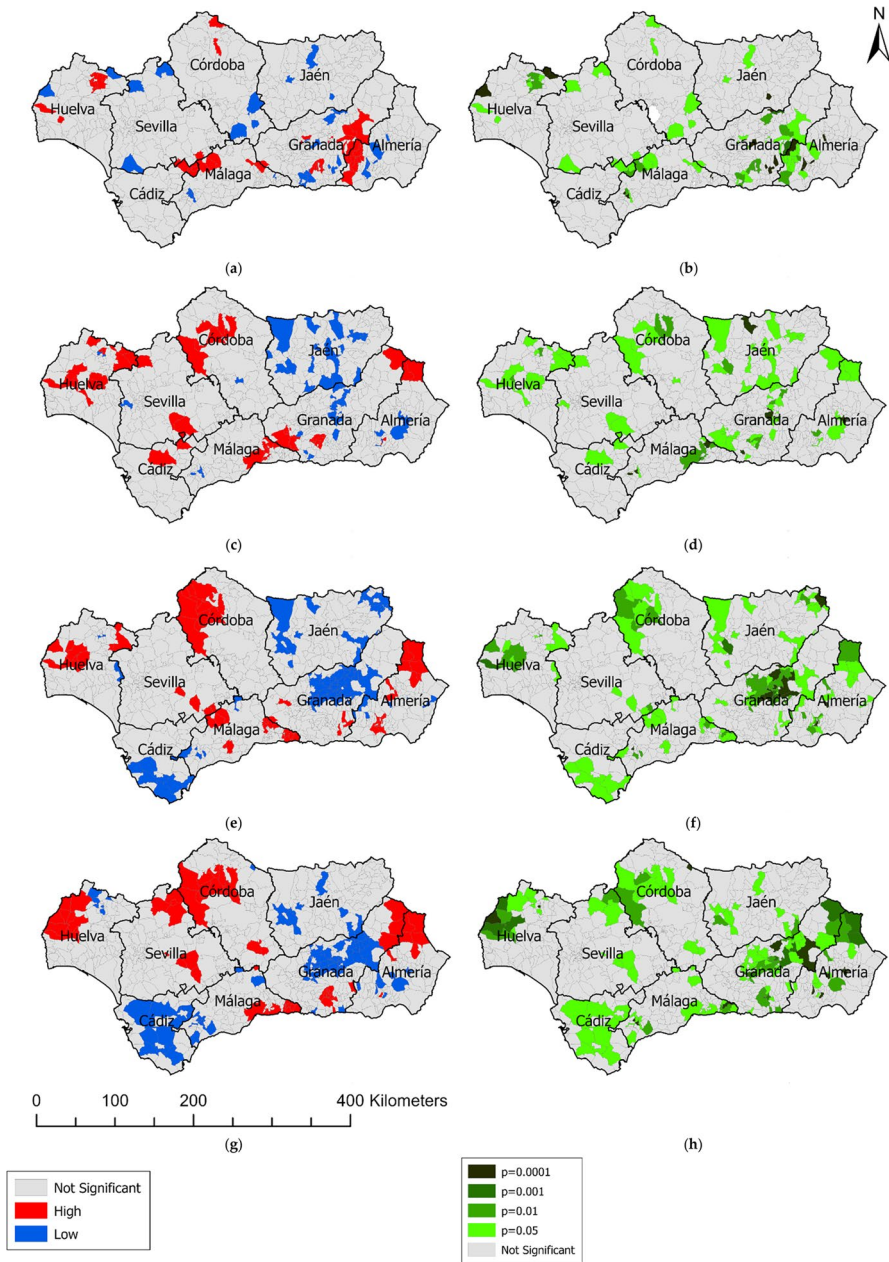 N
Córdoba
Jaén
Huelva
Sevilla
Granada
Almería
Málaga
Cádiz
(a)
Córdoba
Jaén
Huelva
Sevilla
Granada
Almería
Málaga
Cádiz
(b)
Córdoba
Jaén
Huelva
Sevilla
Granada
Almería
Málaga
Cádiz
(c)
Córdoba
Jaén
Huelva
Sevilla
Granada
Almería
Málaga
Cádiz
(d)
Córdoba
Jaén
Huelva
Sevilla
Granada
Almería
Málaga
Cádiz
(e)
Córdoba
Jaén
Huelva
Sevilla
Granada
Almería
Málaga
Cádiz
(f)
Córdoba
Jaén
Huelva
Sevilla
Granada
Almería
Málaga
Cádiz
0 100 200 400 Kilometers
(g)
Córdoba
Jaén
Huelva
Sevilla
Granada
Almería
Málaga
Cádiz
(h)
Not Significant
High
Low
p=0.0001
p=0.001
p=0.01
p=0.05
Not Significant